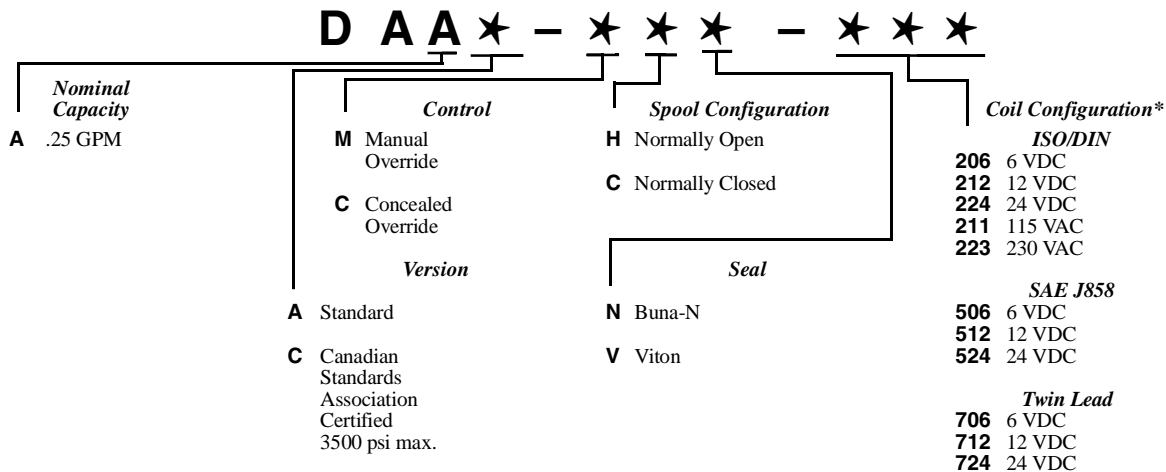 D A A ★ – ★ ★ ★ – ★ ★ ★
Nominal
Capacity
A .25 GPM
Control
M Manual
Override
C Concealed
Override
Version
A Standard
C Canadian
Standards
Association
Certified
3500 psi max.
Spool Configuration
H Normally Open
C Normally Closed
Seal
N Buna-N
V Viton
Coil Configuration*
ISO/DIN
206 6 VDC
212 12 VDC
224 24 VDC
211 115 VAC
223 230 VAC
SAE J858
506 6 VDC
512 12 VDC
524 24 VDC
Twin Lead
706 6 VDC
712 12 VDC
724 24 VDC